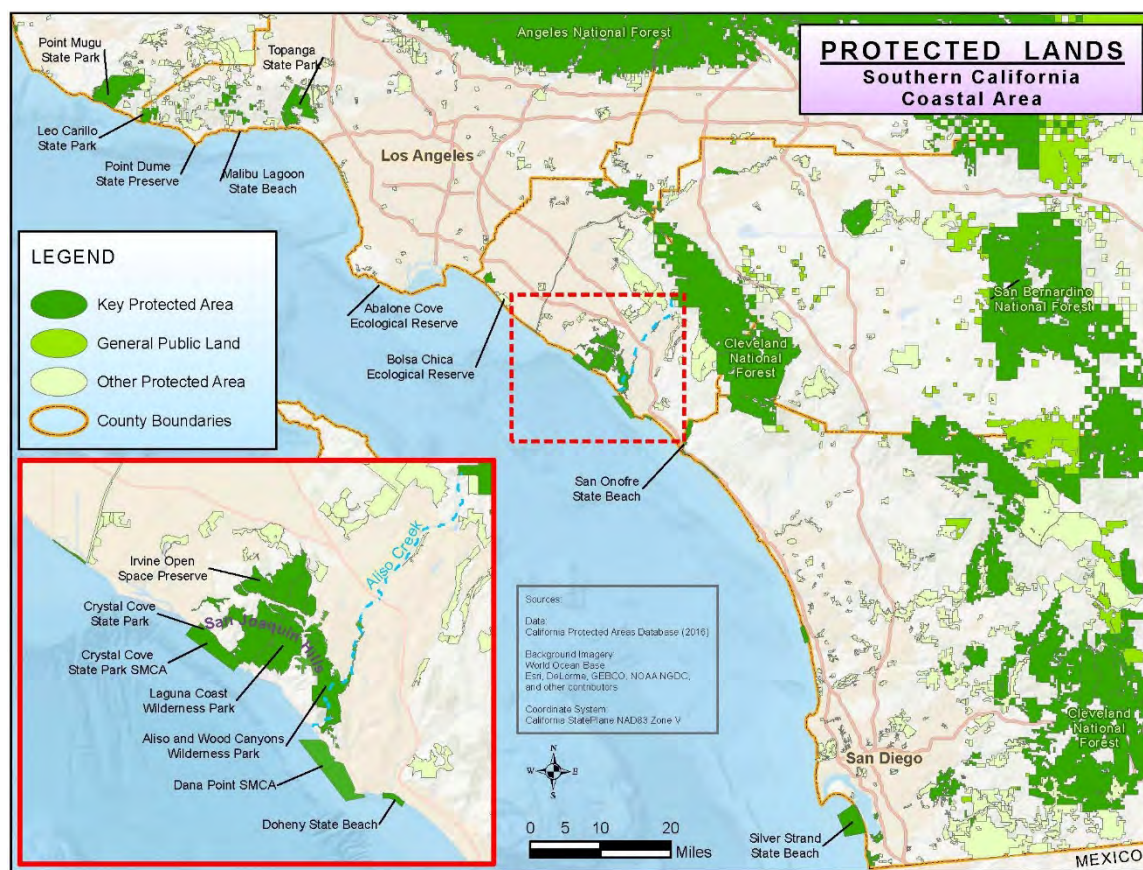 PROTECTED LANDS
Southern California
Coastal Area
Angeles National Forest
Point Mugu
State Park
Topanga
State Park
Leo Carillo
State Park
Point Dume
State Preserve
Malibu Lagoon
State Beach
Los Angeles
LEGEND
Key Protected Area
General Public Land
Other Protected Area
County Boundaries
Abalone Cove
Ecological Reserve
Bolsa Chica
Ecological Reserve
San Bernardino
National Forest
Cleveland
National
Forest
San Onofre
State Beach
Aliso Creek
Irvine Open
Space Preserve
Crystal Cove
State Park
San Joaquin Hills
Crystal Cove
State Park SMCA
Laguna Coast
Wilderness Park
Aliso and Wood Canyons
Wilderness Park
Dana Point SMCA
Doheny State Beach
Sources:
Data:
California Protected Areas Database (2016)
Background Imagery
World Ocean Base
Esri, DeLorme, GEBCO, NOAA NGDC,
and other contributors
Coordinate System:
California StatePlane NAD83 Zone V
N
W E
S
0 5 10 20
Miles
Cleveland
National
Forest
San Diego
Silver Strand
State Beach
MEXICO